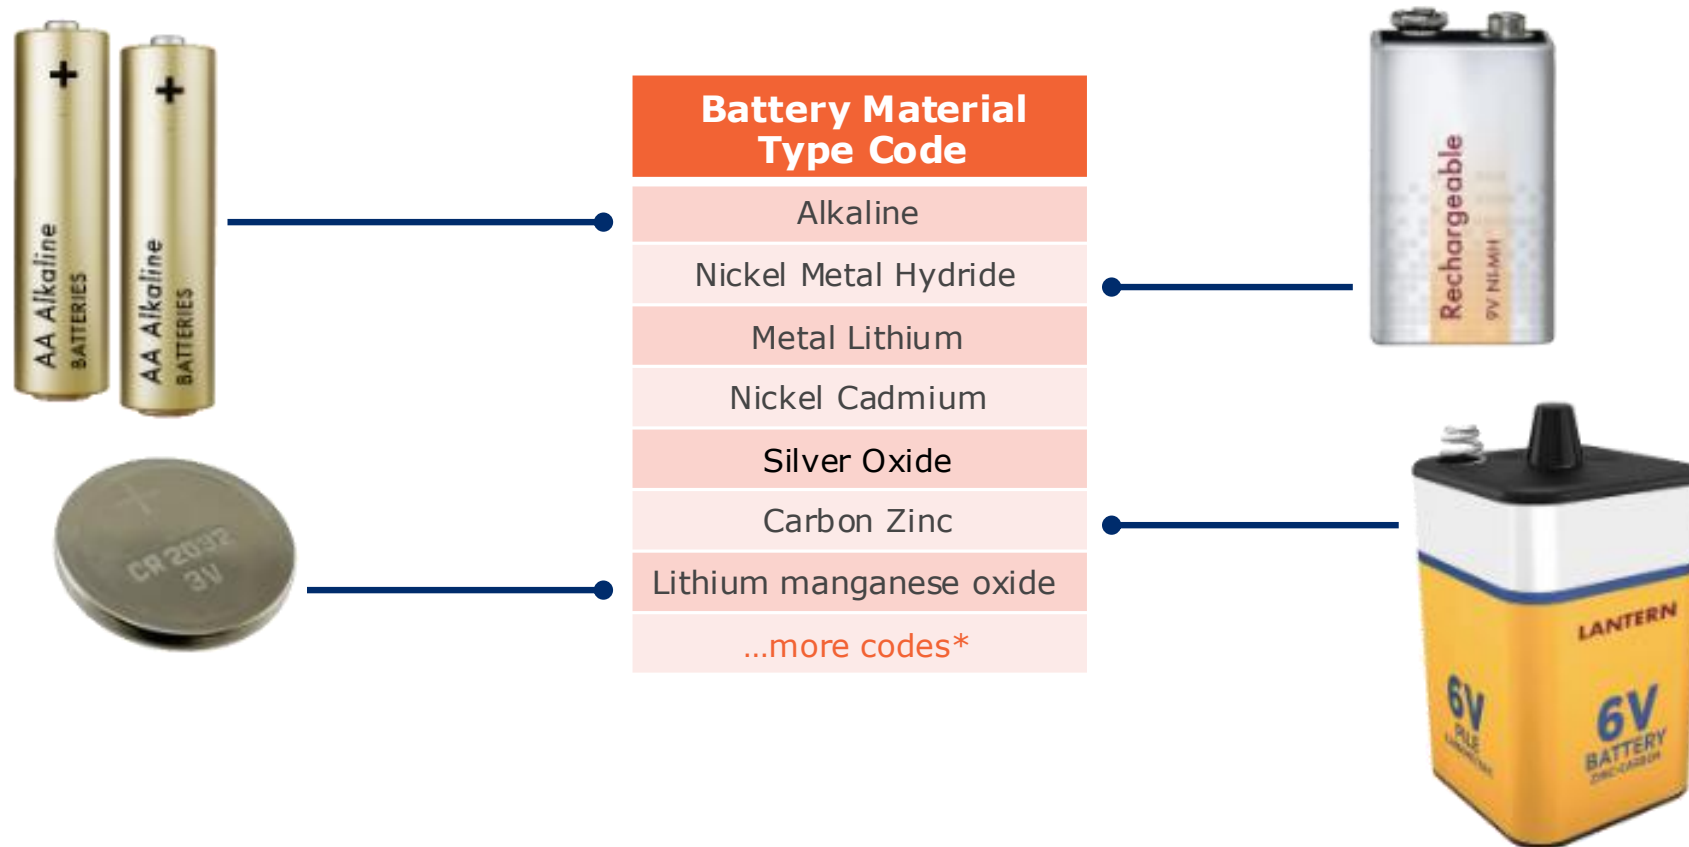 +
AA Alkaline
BATTERIES
+
AA Alkaline
BATTERIES
CR 2032
3V
Battery Material
Type Code
Alkaline
Nickel Metal Hydride
Metal Lithium
Nickel Cadmium
Silver Oxide
Carbon Zinc
Lithium manganese oxide
...more codes*
Rechargeable
9V NI-MH
LANTERN
6V
PILE
6V
BATTERY
ZINC-CARBON